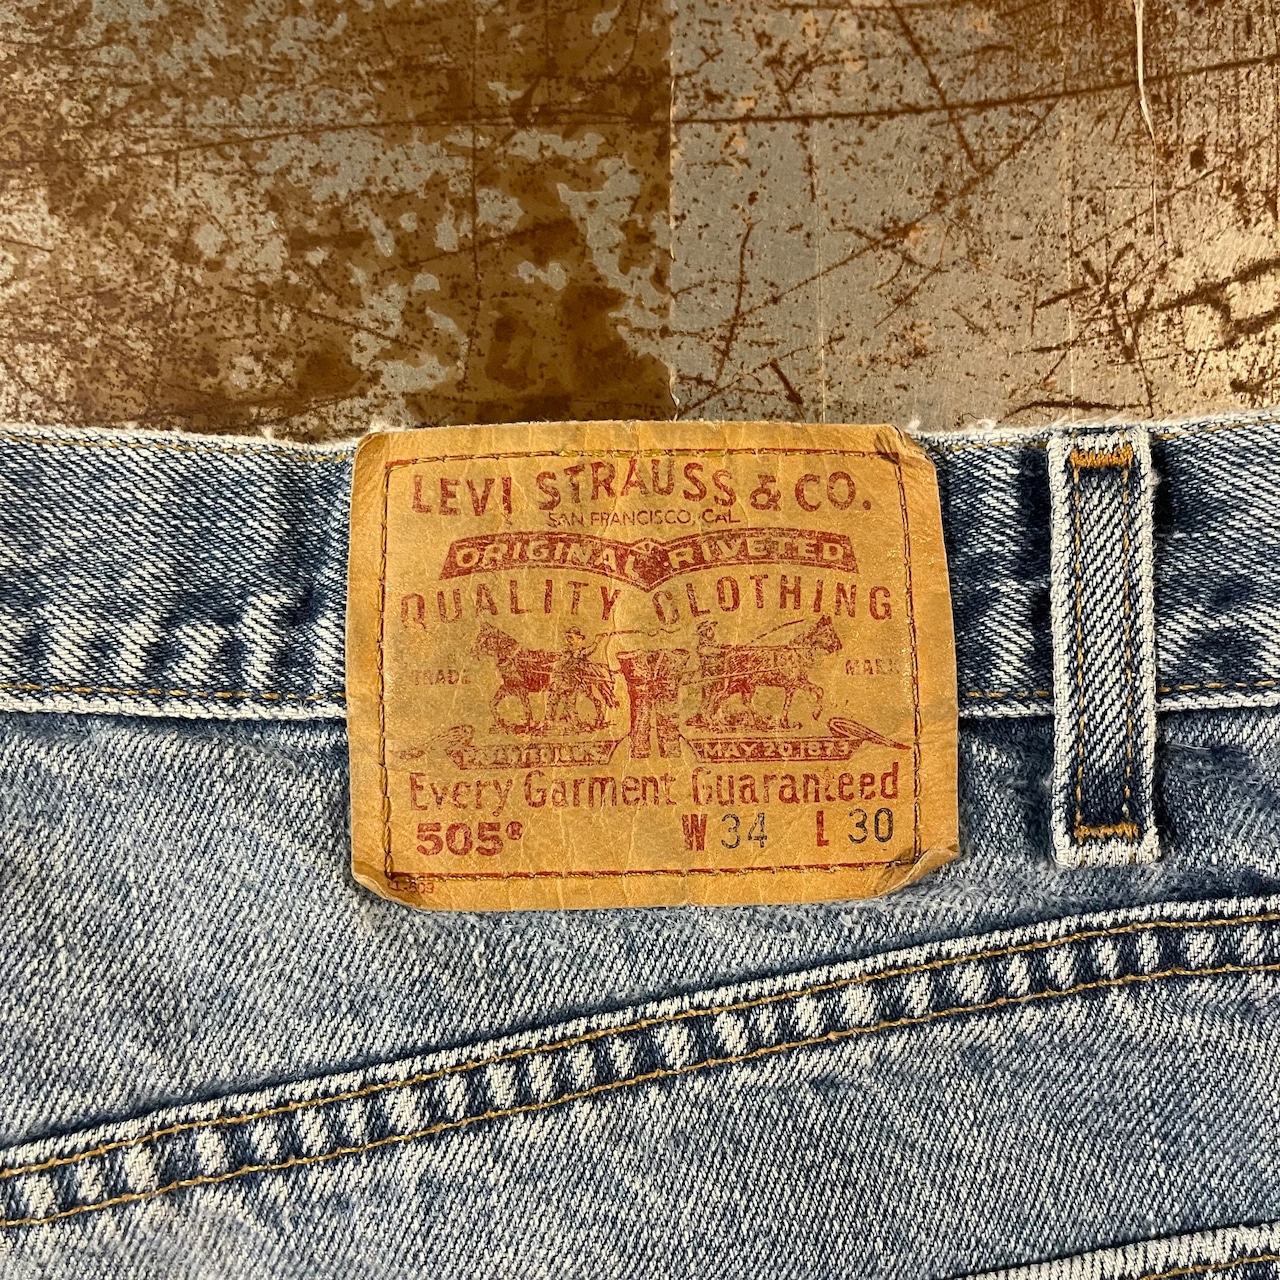 LEVI STRAUSS & CO.
SAN FRANCISCO, CAL
ORIGINAL RIVETED
QUALITY CLOTHING
TRADE MARK
MAY 20 1873
Every Garment Guaranteed
505® W 34 L 30